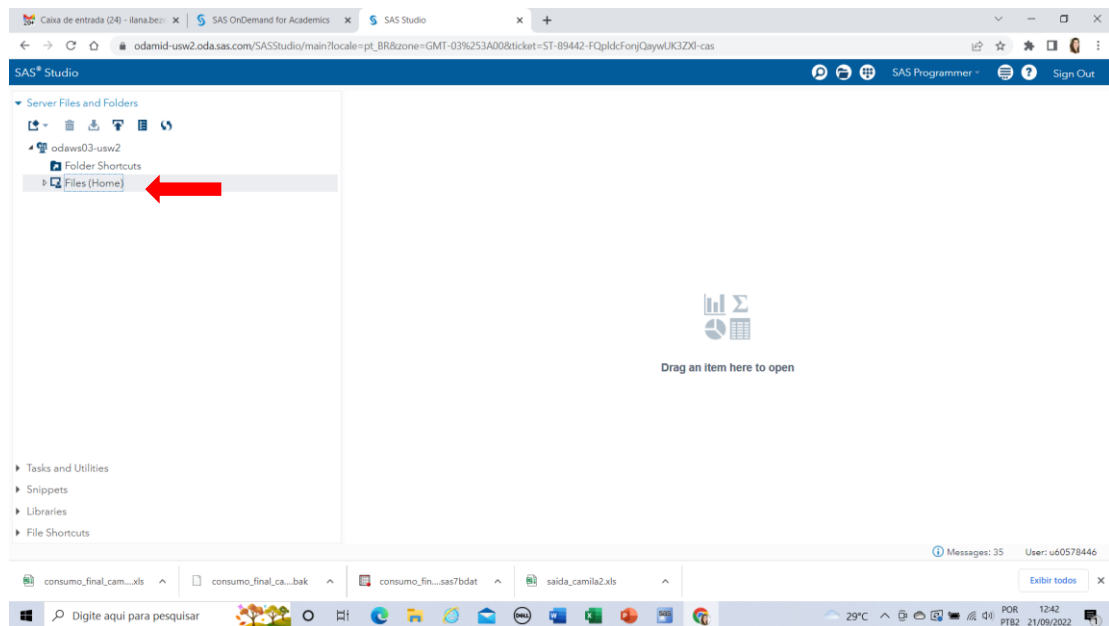 Caixa de entrada (24) - ilana.beze
SAS OnDemand for Academics
SAS Studio
odamid-usw2.oda.sas.com/SASStudio/main?locale=pt_BR&zone=GMT-03%253A00&ticket=ST-89442-FQpldcFonjQaywUK3ZXl-cas
SAS® Studio
SAS Programmer
Sign Out
Server Files and Folders
odaws03-usw2
Folder Shortcuts
Files (Home)
Drag an item here to open
Tasks and Utilities
Snippets
Libraries
File Shortcuts
Messages: 35 User: u60578446
consumo_final_cam....xls
consumo_final_ca....bak
consumo_fin....sas7bdat
saida_camila2.xls
Exibir todos
Digite aqui para pesquisar
29°C
POR
PTB2
12:42
21/09/2022